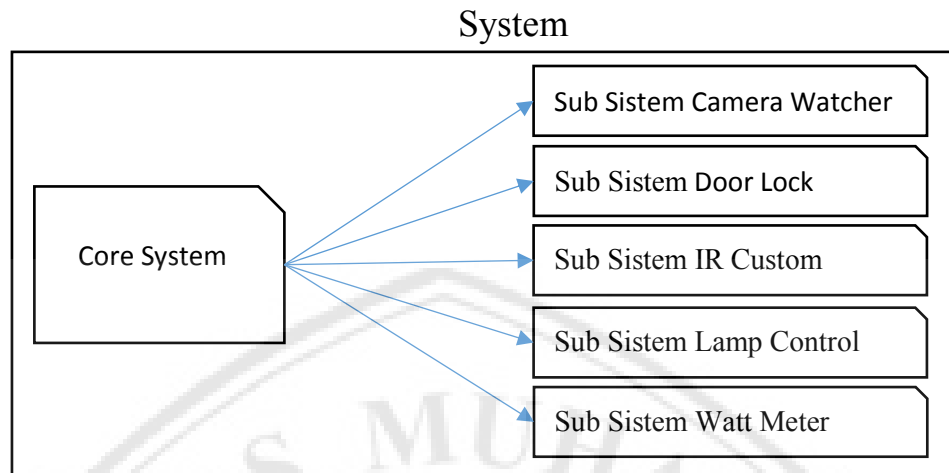 System
Core System
Sub Sistem Camera Watcher
Sub Sistem Door Lock
Sub Sistem IR Custom
Sub Sistem Lamp Control
Sub Sistem Watt Meter
S MUH